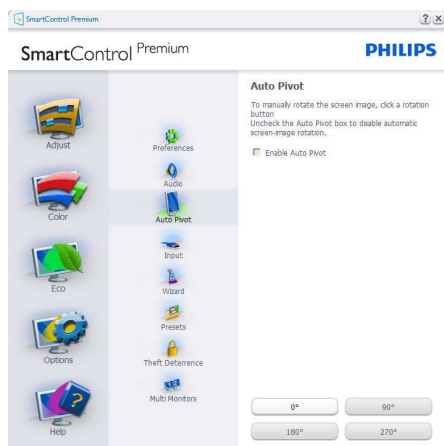 SmartControl Premium
SmartControl Premium
PHILIPS
Adjust
Color
Eco
Options
Help
Preferences
Audio
Auto Pivot
Input
Wizard
Presets
Theft Deterrence
Multi Monitors
Auto Pivot
To manually rotate the screen image, click a rotation
button
Uncheck the Auto Pivot box to disable automatic
screen-image rotation.
Enable Auto Pivot
0°
90°
180°
270°